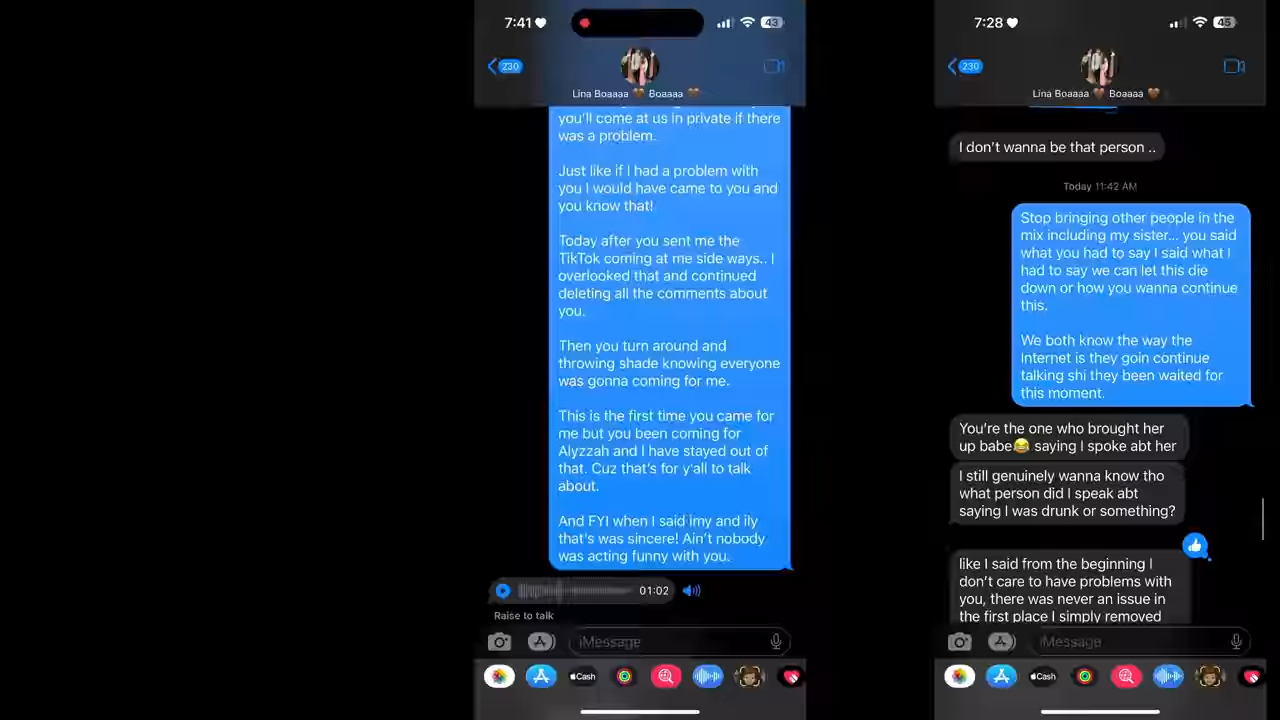 7:41
43
230
Lina Boaaaa 🤎 Boaaaa 🤎
you'll come at us in private if there
was a problem.
Just like if I had a problem with
you I would have came to you and
you know that!
Today after you sent me the
TikTok coming at me side ways.. I
overlooked that and continued
deleting all the comments about
you.
Then you turn around and
throwing shade knowing everyone
was gonna coming for me.
This is the first time you came for
me but you been coming for
Alyzzah and I have stayed out of
that. Cuz that's for y'all to talk
about.
And FYI when I said imy and ily
that's was sincere! Ain't nobody
was acting funny with you.
01:02
Raise to talk
iMessage
Cash
7:28
45
230
Lina Boaaaa 🤎 Boaaaa 🤎
I don't wanna be that person ..
Today 11:42 AM
Stop bringing other people in the
mix including my sister... you said
what you had to say I said what I
had to say we can let this die
down or how you wanna continue
this.
We both know the way the
Internet is they goin continue
talking shi they been waited for
this moment.
You're the one who brought her
up babe😂 saying I spoke abt her
I still genuinely wanna know tho
what person did I speak abt
saying I was drunk or something?
like I said from the beginning I
don't care to have problems with
you, there was never an issue in
the first place I simply removed
iMessage
Cash